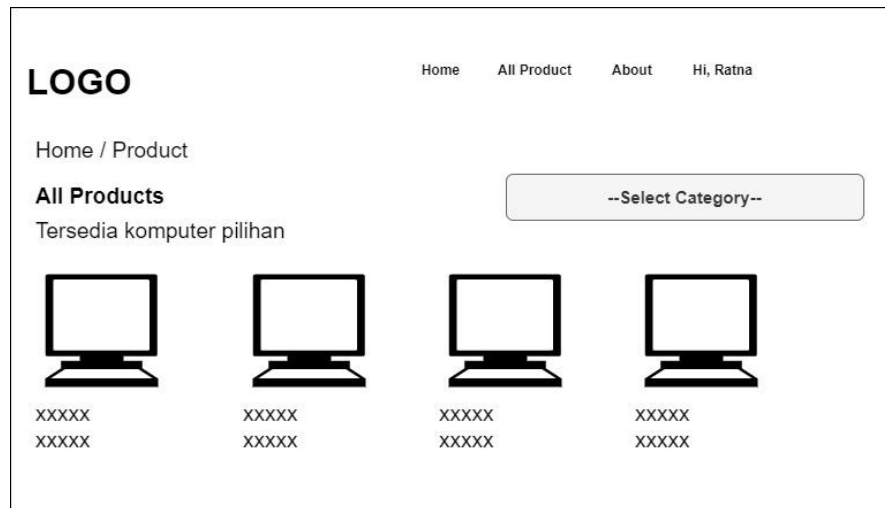 LOGO
Home All Product About Hi, Ratna
Home / Product
All Products
--Select Category--
Tersedia komputer pilihan
xxxxx xxxxx xxxxx xxxxx
xxxxx xxxxx xxxxx xxxxx